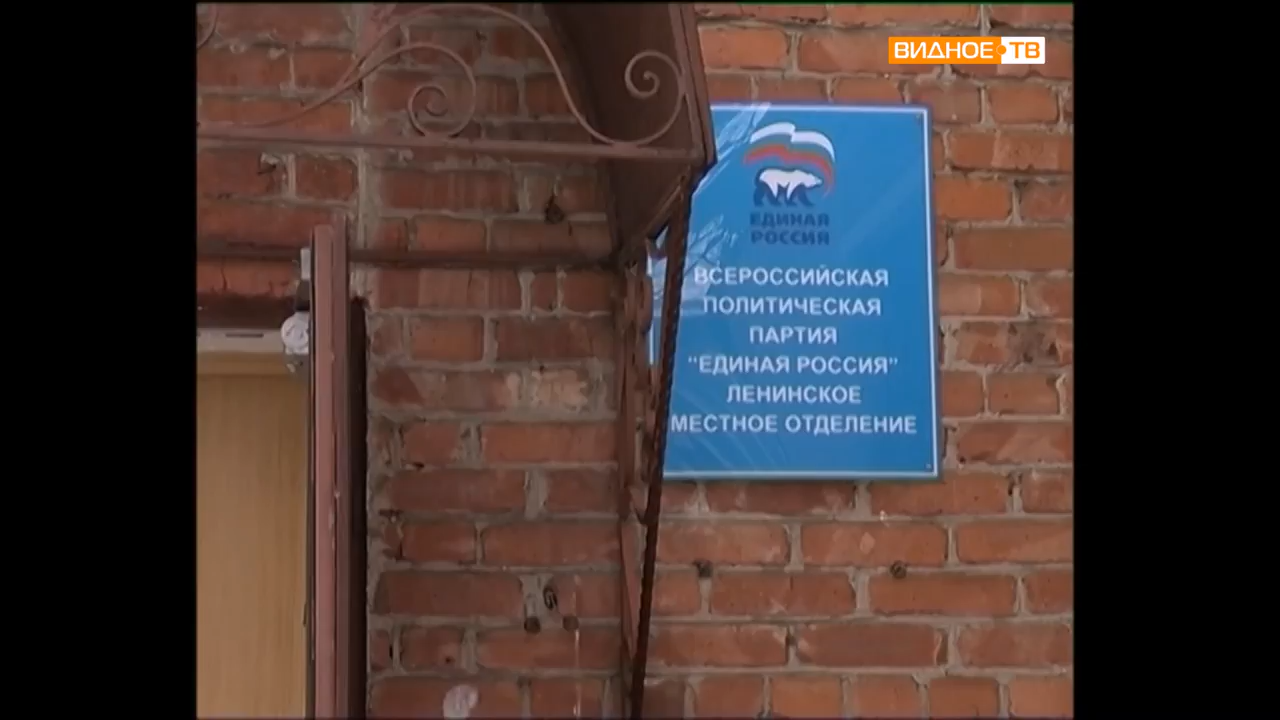 ВИДНОЕ ТВ
ЕДИНАЯ
РОССИЯ
ВСЕРОССИЙСКАЯ
ПОЛИТИЧЕСКАЯ
ПАРТИЯ
"ЕДИНАЯ РОССИЯ"
ЛЕНИНСКОЕ
МЕСТНОЕ ОТДЕЛЕНИЕ